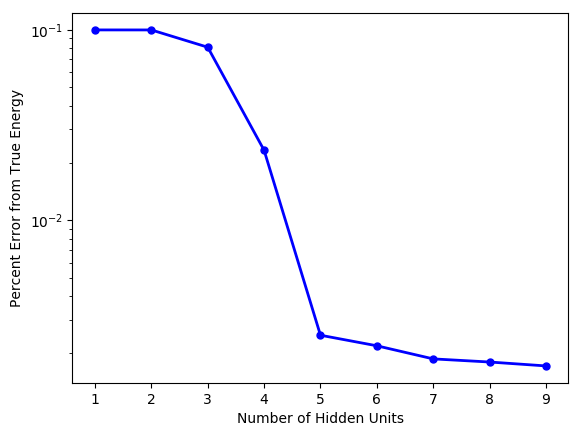 10⁻¹
10⁻²
Percent Error from True Energy
1 2 3 4 5 6 7 8 9
Number of Hidden Units